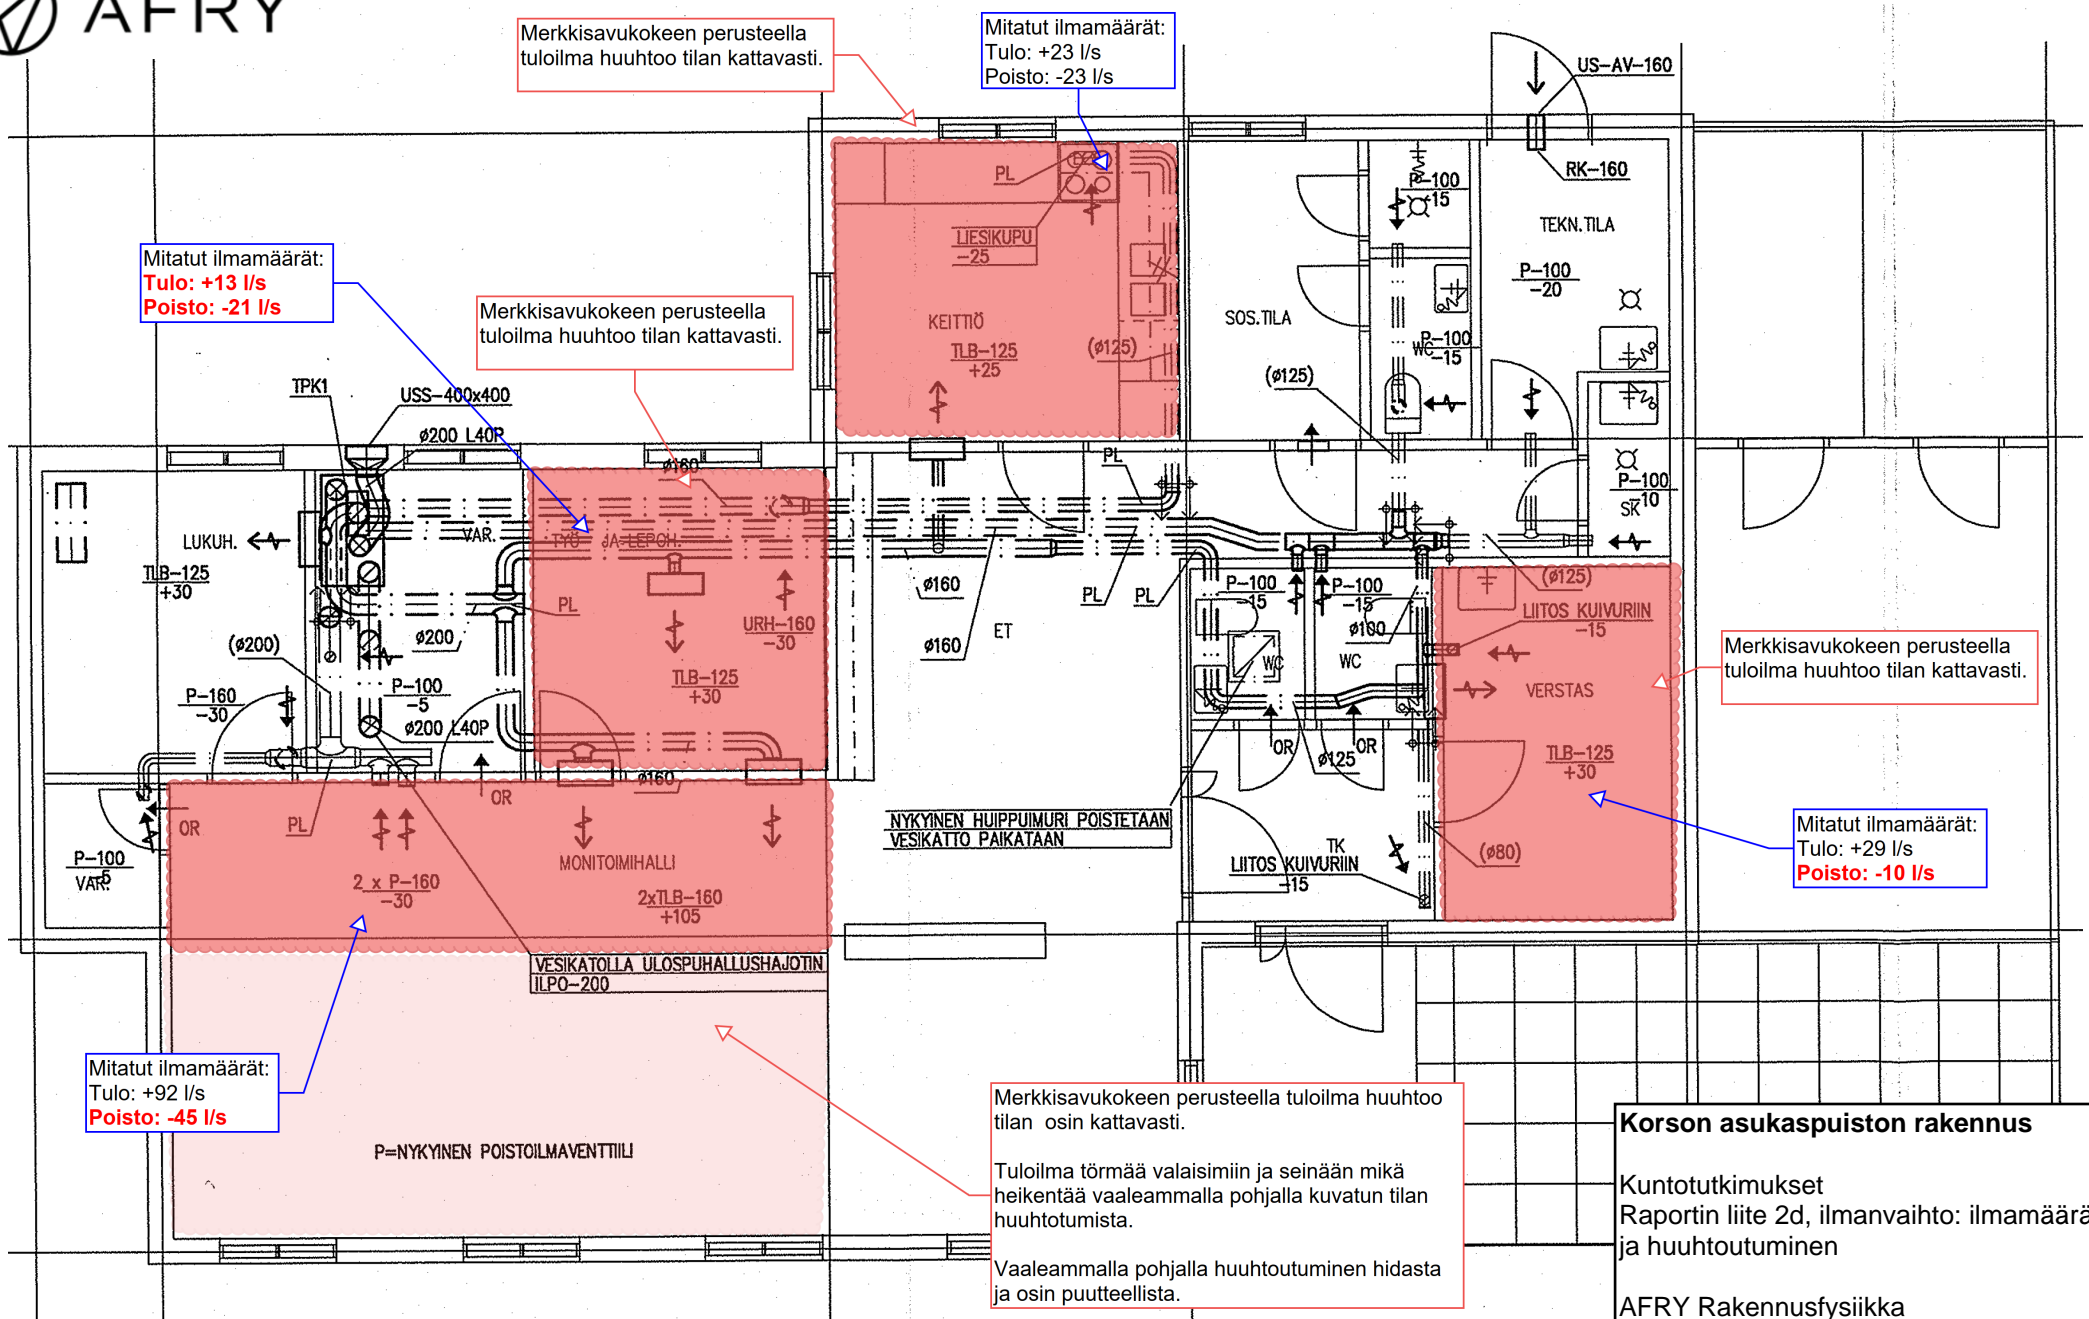 AFRY
Merkkisavukokeen perusteella
tuloilma huuhtoo tilan kattavasti.
Mitatut ilmamäärät:
Tulo: +23 l/s
Poisto: -23 l/s
US-AV-160
RK-160
PL
LIESIKUPU
-25
P-100
-15
TEKN.TILA
P-100
-20
Mitatut ilmamäärät:
Tulo: +13 l/s
Poisto: -21 l/s
Merkkisavukokeen perusteella
tuloilma huuhtoo tilan kattavasti.
KEITTIÖ
TLB-125
+25
(ø125)
SOS.TILA
WC
P-100
-15
(ø125)
TPK1
USS-400x400
ø200 L40P
ø160
PL
P-100
-10
SK
LUKUH.
TLB-125
+30
VAR.
TYÖ JA LEPOH.
PL
ø200
(ø200)
URH-160
-30
TLB-125
+30
ø160
ø160
ET
PL
PL
P-100
-15
P-100
-15
ø100
WC
WC
(ø125)
LIITOS KUIVURIIN
-15
VERSTAS
TLB-125
+30
Merkkisavukokeen perusteella
tuloilma huuhtoo tilan kattavasti.
P-160
-30
P-100
-5
ø200 L40P
OR
ø160
OR
OR
ø125
OR
PL
P-100
-5
VAR.
2 x P-160
-30
MONITOIMIHALLI
2xTLB-160
+105
NYKYINEN HUIPPUIMURI POISTETAAN
VESIKATTO PAIKATAAN
TK
LIITOS KUIVURIIN
-15
(ø80)
Mitatut ilmamäärät:
Tulo: +29 l/s
Poisto: -10 l/s
VESIKATOLLA ULOSPUHALLUSHAJOTIN
ILPO-200
Mitatut ilmamäärät:
Tulo: +92 l/s
Poisto: -45 l/s
P=NYKYINEN POISTOILMAVENTTIILI
Merkkisavukokeen perusteella tuloilma huuhtoo
tilan osin kattavasti.
Tuloilma törmää valaisimiin ja seinään mikä
heikentää vaaleammalla pohjalla kuvatun tilan
huuhtotumista.
Vaaleammalla pohjalla huuhtoutuminen hidasta
ja osin puutteellista.
Korson asukaspuiston rakennus
Kuntotutkimukset
Raportin liite 2d, ilmanvaihto: ilmamäärä
ja huuhtoutuminen
AFRY Rakennusfysiikka